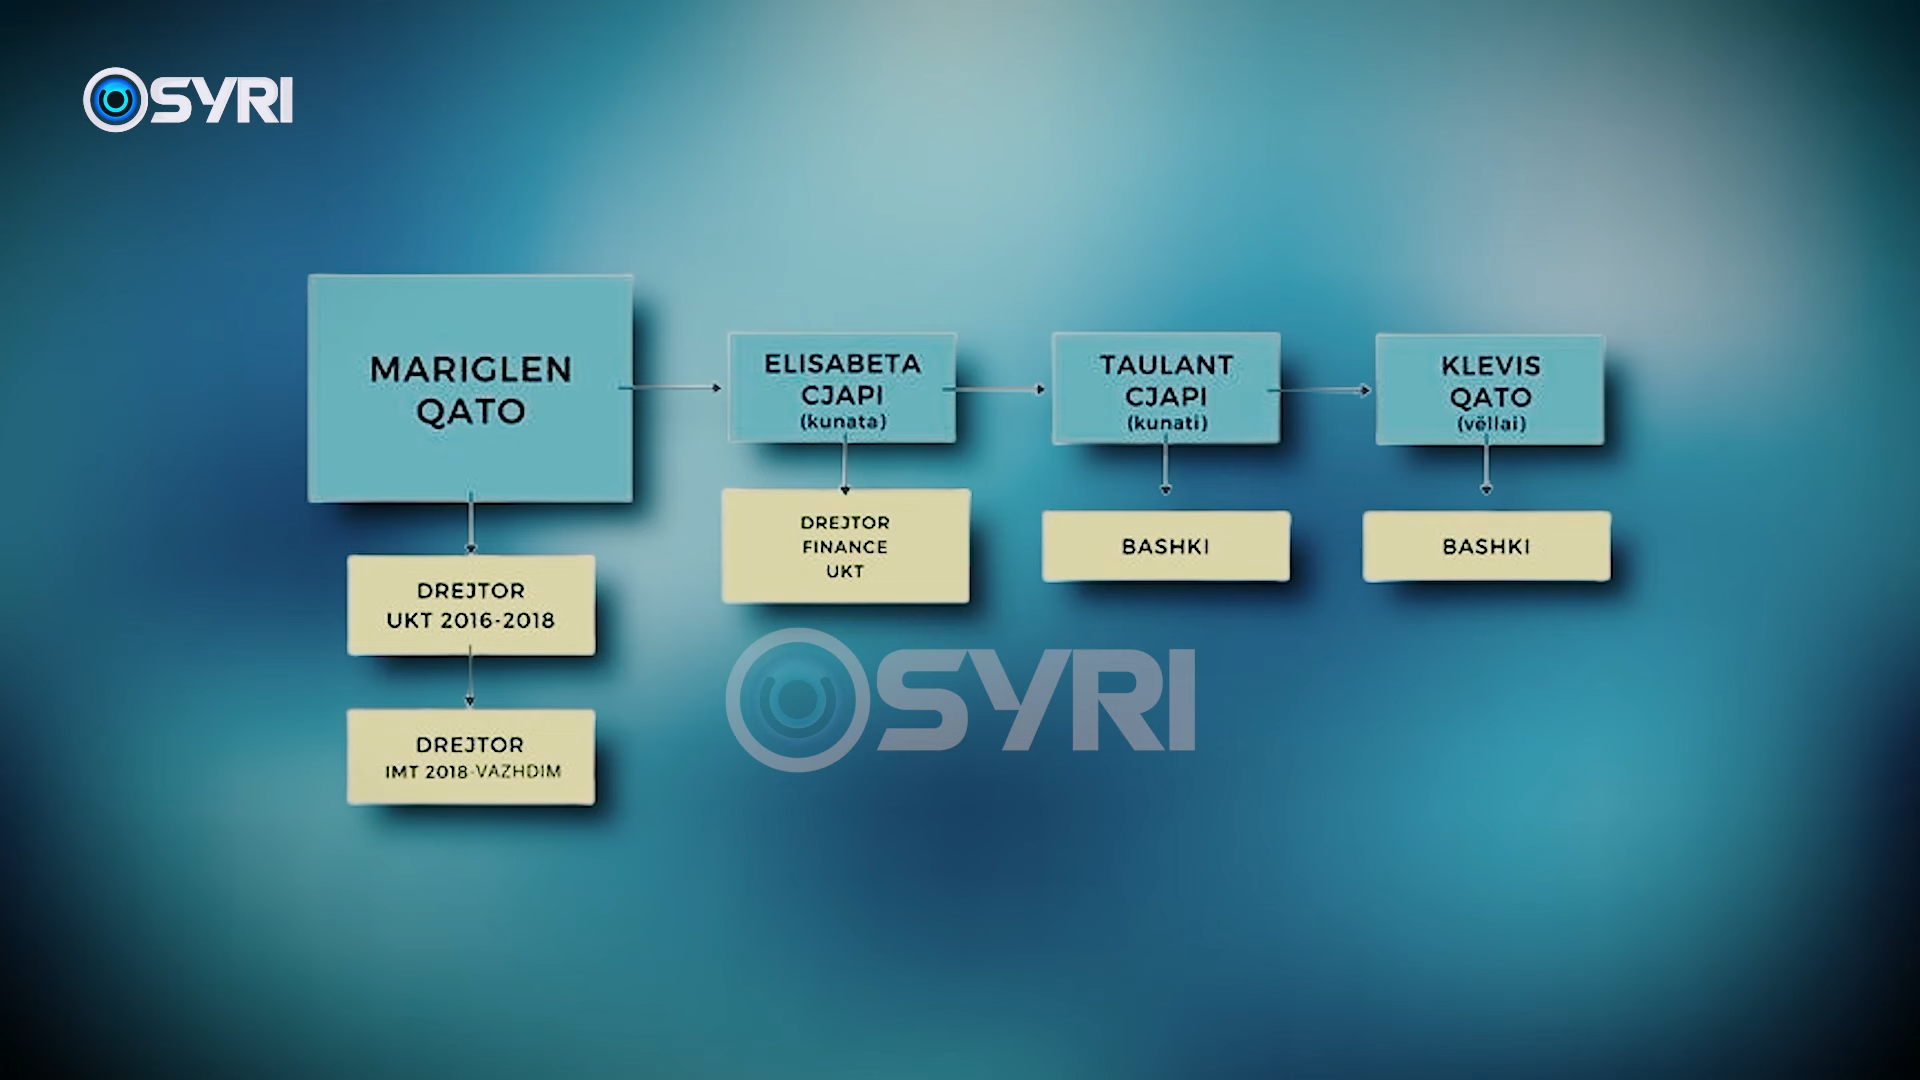 SYRI
MARIGLEN
QATO
ELISABETA
CJAPI
(kunata)
TAULANT
CJAPI
(kunati)
KLEVIS
QATO
(vëllai)
DREJTOR
FINANCE
UKT
BASHKI
BASHKI
DREJTOR
UKT 2016-2018
SYRI
DREJTOR
IMT 2018-VAZHDIM